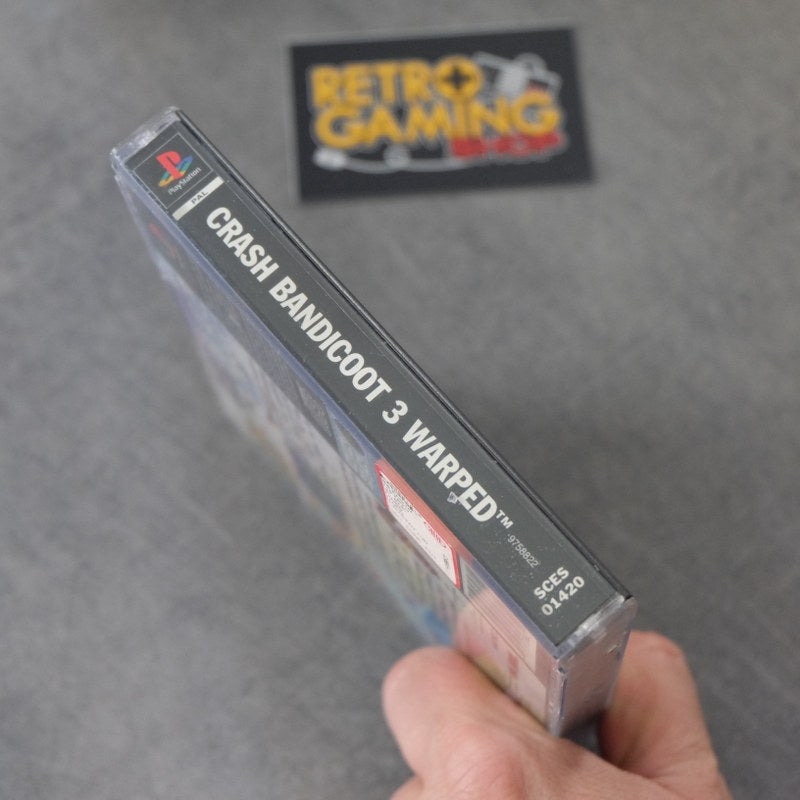 RETRO
GAMING
SHOP
PlayStation
PAL
CRASH BANDICOOT 3 WARPED™
9758822
SCES
01420